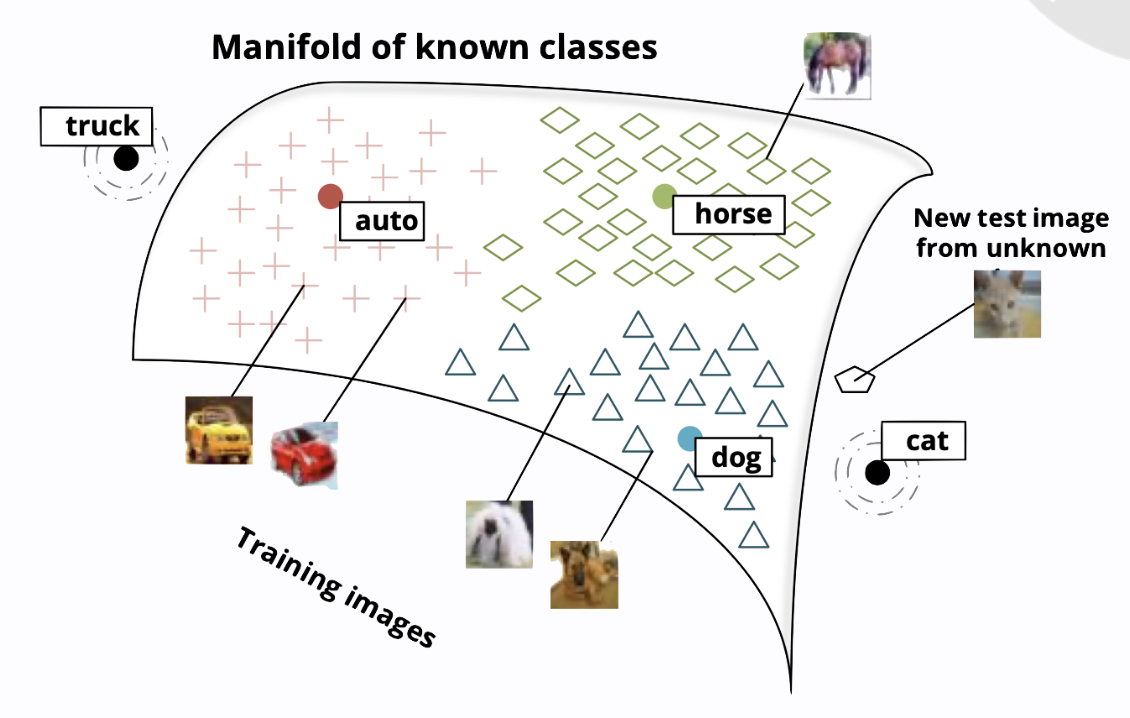 Manifold of known classes
truck
auto
horse
New test image
from unknown
cat
dog
Training images